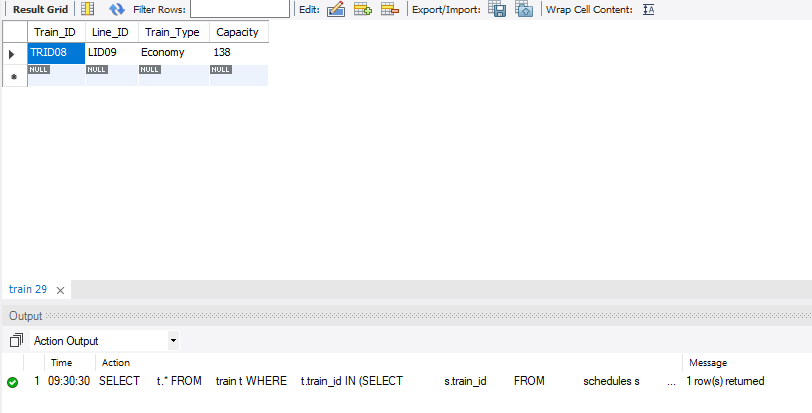 Result Grid Filter Rows: Edit: Export/Import: Wrap Cell Content:
Train_ID Line_ID Train_Type Capacity
TRID08 LID09 Economy 138
NULL NULL NULL NULL
train 29
Output
Action Output
Time Action Message
1 09:30:30 SELECT t.* FROM train t WHERE t.train_id IN (SELECT s.train_id FROM schedules s ... 1 row(s) returned